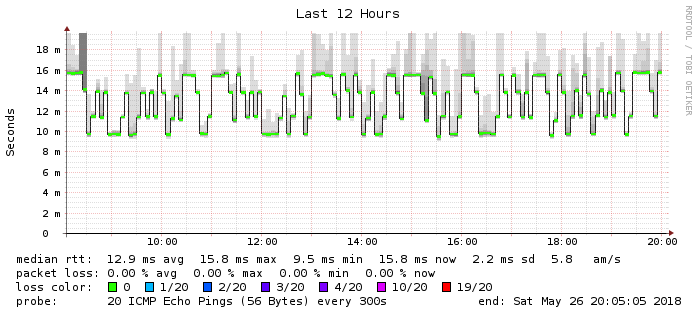 Last 12 Hours
RRDTOOL / TOBI OETIKER
Seconds
18 m
16 m
14 m
12 m
10 m
8 m
6 m
4 m
2 m
0
10:00 12:00 14:00 16:00 18:00 20:00
median rtt: 12.9 ms avg 15.8 ms max 9.5 ms min 15.8 ms now 2.2 ms sd 5.8 am/s
packet loss: 0.00 % avg 0.00 % max 0.00 % min 0.00 % now
loss color: 0 1/20 2/20 3/20 4/20 10/20 19/20
probe: 20 ICMP Echo Pings (56 Bytes) every 300s end: Sat May 26 20:05:05 2018